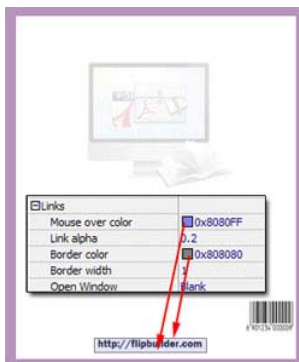 Links
Mouse over color 0x8080FF
Link alpha 0.2
Border color 0x808080
Border width 1
Open Window Blank
http://flipbuilder.com